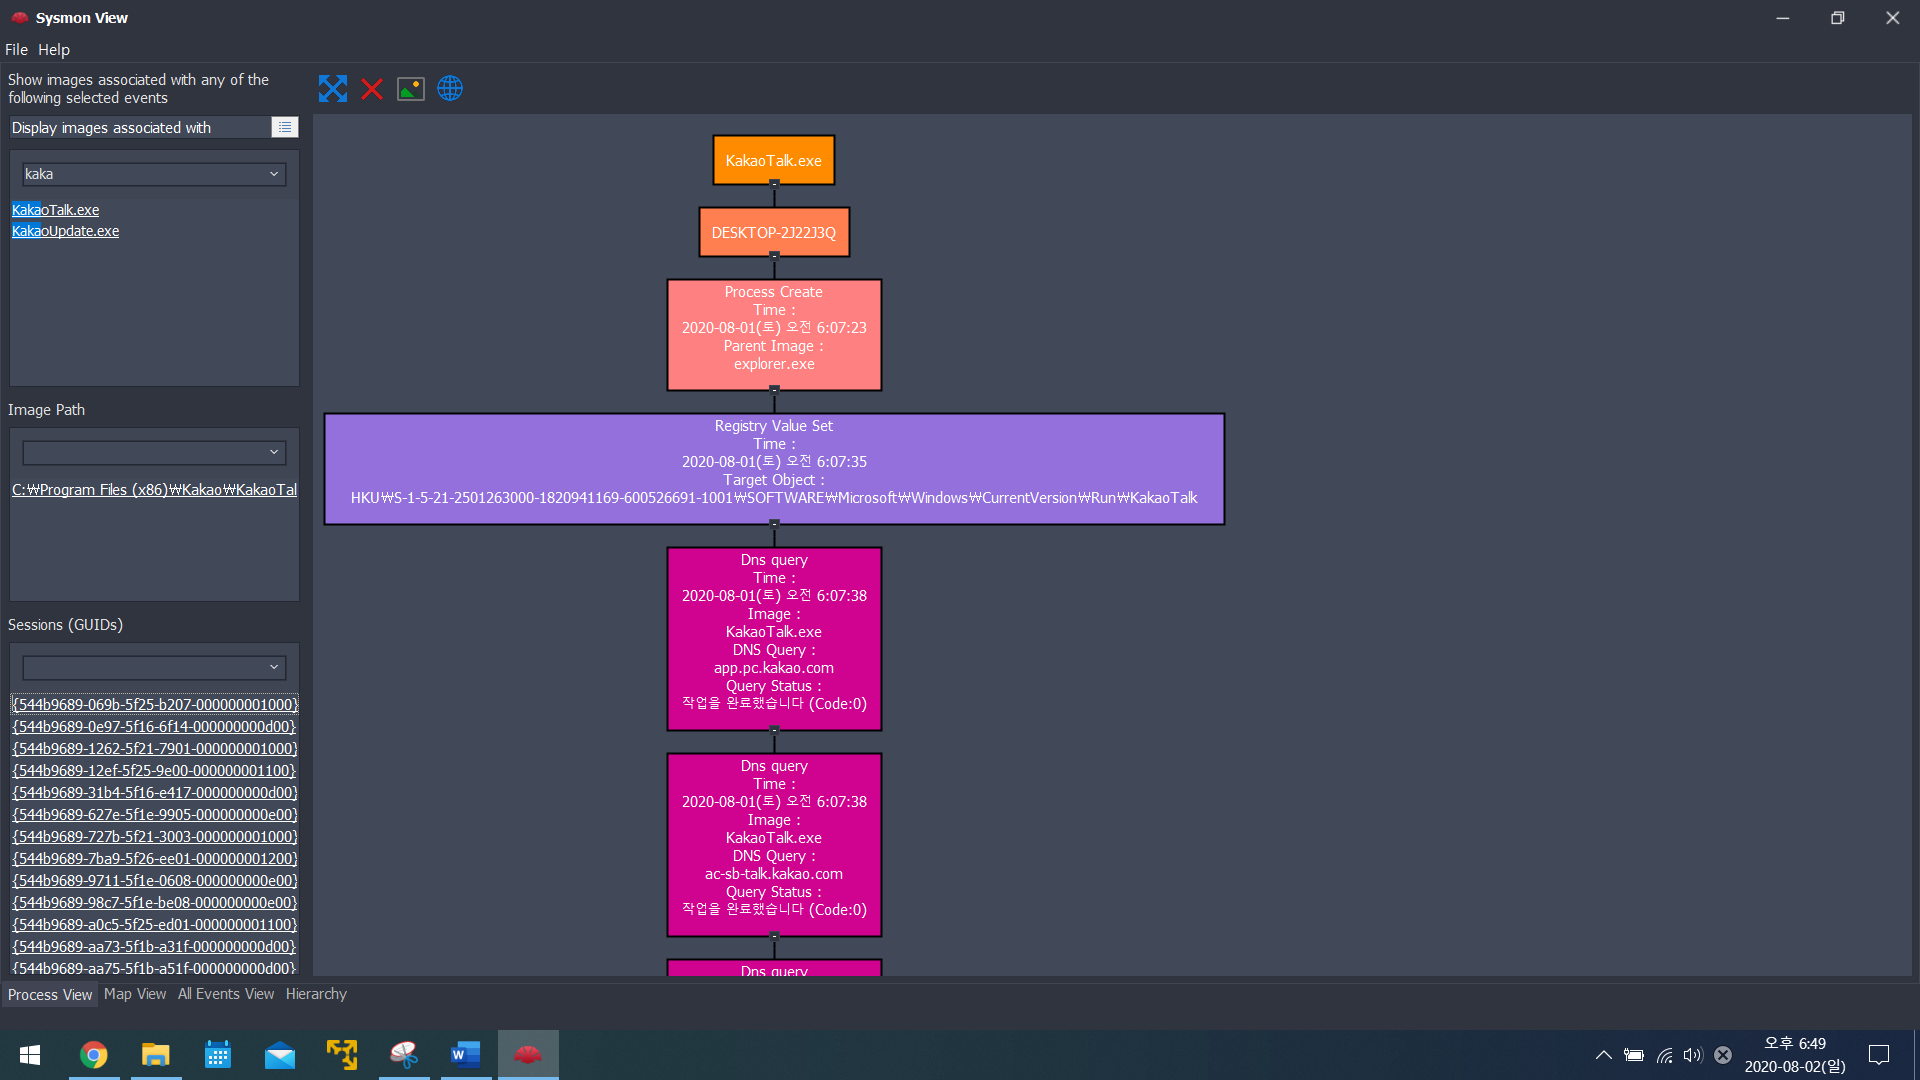 Sysmon View
File Help
Show images associated with any of the
following selected events
Display images associated with
kaka
KakaoTalk.exe
KakaoUpdate.exe
Image Path
C:₩Program Files (x86)₩Kakao₩KakaoTal
Sessions (GUIDs)
{544b9689-069b-5f25-b207-000000001000}
{544b9689-0e97-5f16-6f14-000000000d00}
{544b9689-1262-5f21-7901-000000001000}
{544b9689-12ef-5f25-9e00-000000001100}
{544b9689-31b4-5f16-e417-000000000d00}
{544b9689-627e-5f1e-9905-000000000e00}
{544b9689-727b-5f21-3003-000000001000}
{544b9689-7ba9-5f26-ee01-000000001200}
{544b9689-9711-5f1e-0608-000000000e00}
{544b9689-98c7-5f1e-be08-000000000e00}
{544b9689-a0c5-5f25-ed01-000000001100}
{544b9689-aa73-5f1b-a31f-000000000d00}
{544b9689-aa75-5f1b-a51f-000000000d00}
KakaoTalk.exe
DESKTOP-2J22J3Q
Process Create
Time :
2020-08-01(토) 오전 6:07:23
Parent Image :
explorer.exe
Registry Value Set
Time :
2020-08-01(토) 오전 6:07:35
Target Object :
HKU₩S-1-5-21-2501263000-1820941169-600526691-1001₩SOFTWARE₩Microsoft₩Windows₩CurrentVersion₩Run₩KakaoTalk
Dns query
Time :
2020-08-01(토) 오전 6:07:38
Image :
KakaoTalk.exe
DNS Query :
app.pc.kakao.com
Query Status :
작업을 완료했습니다 (Code:0)
Dns query
Time :
2020-08-01(토) 오전 6:07:38
Image :
KakaoTalk.exe
DNS Query :
ac-sb-talk.kakao.com
Query Status :
작업을 완료했습니다 (Code:0)
Dns query
Process View Map View All Events View Hierarchy
오후 6:49
2020-08-02(일)